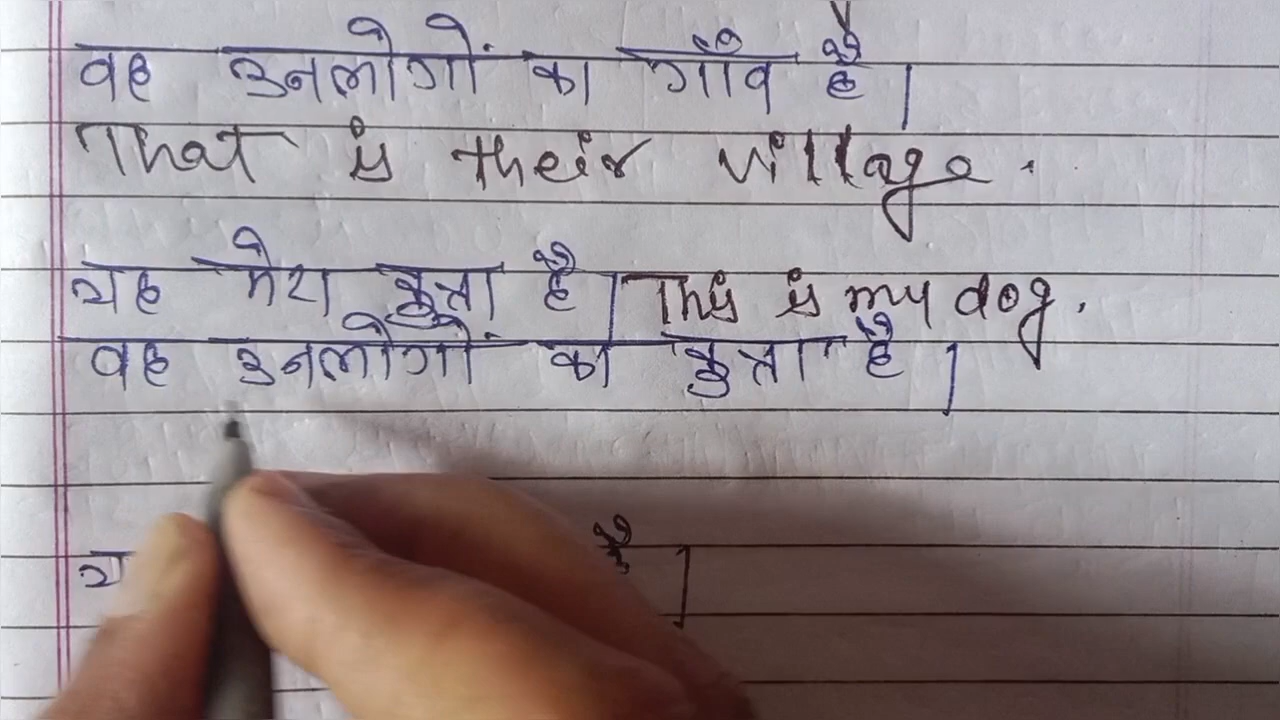 वह उनलोगों का गाँव है।
That is their village.
यह मेरा कुत्ता है। This is my dog.
वह उनलोगों का कुत्ता है।
है।